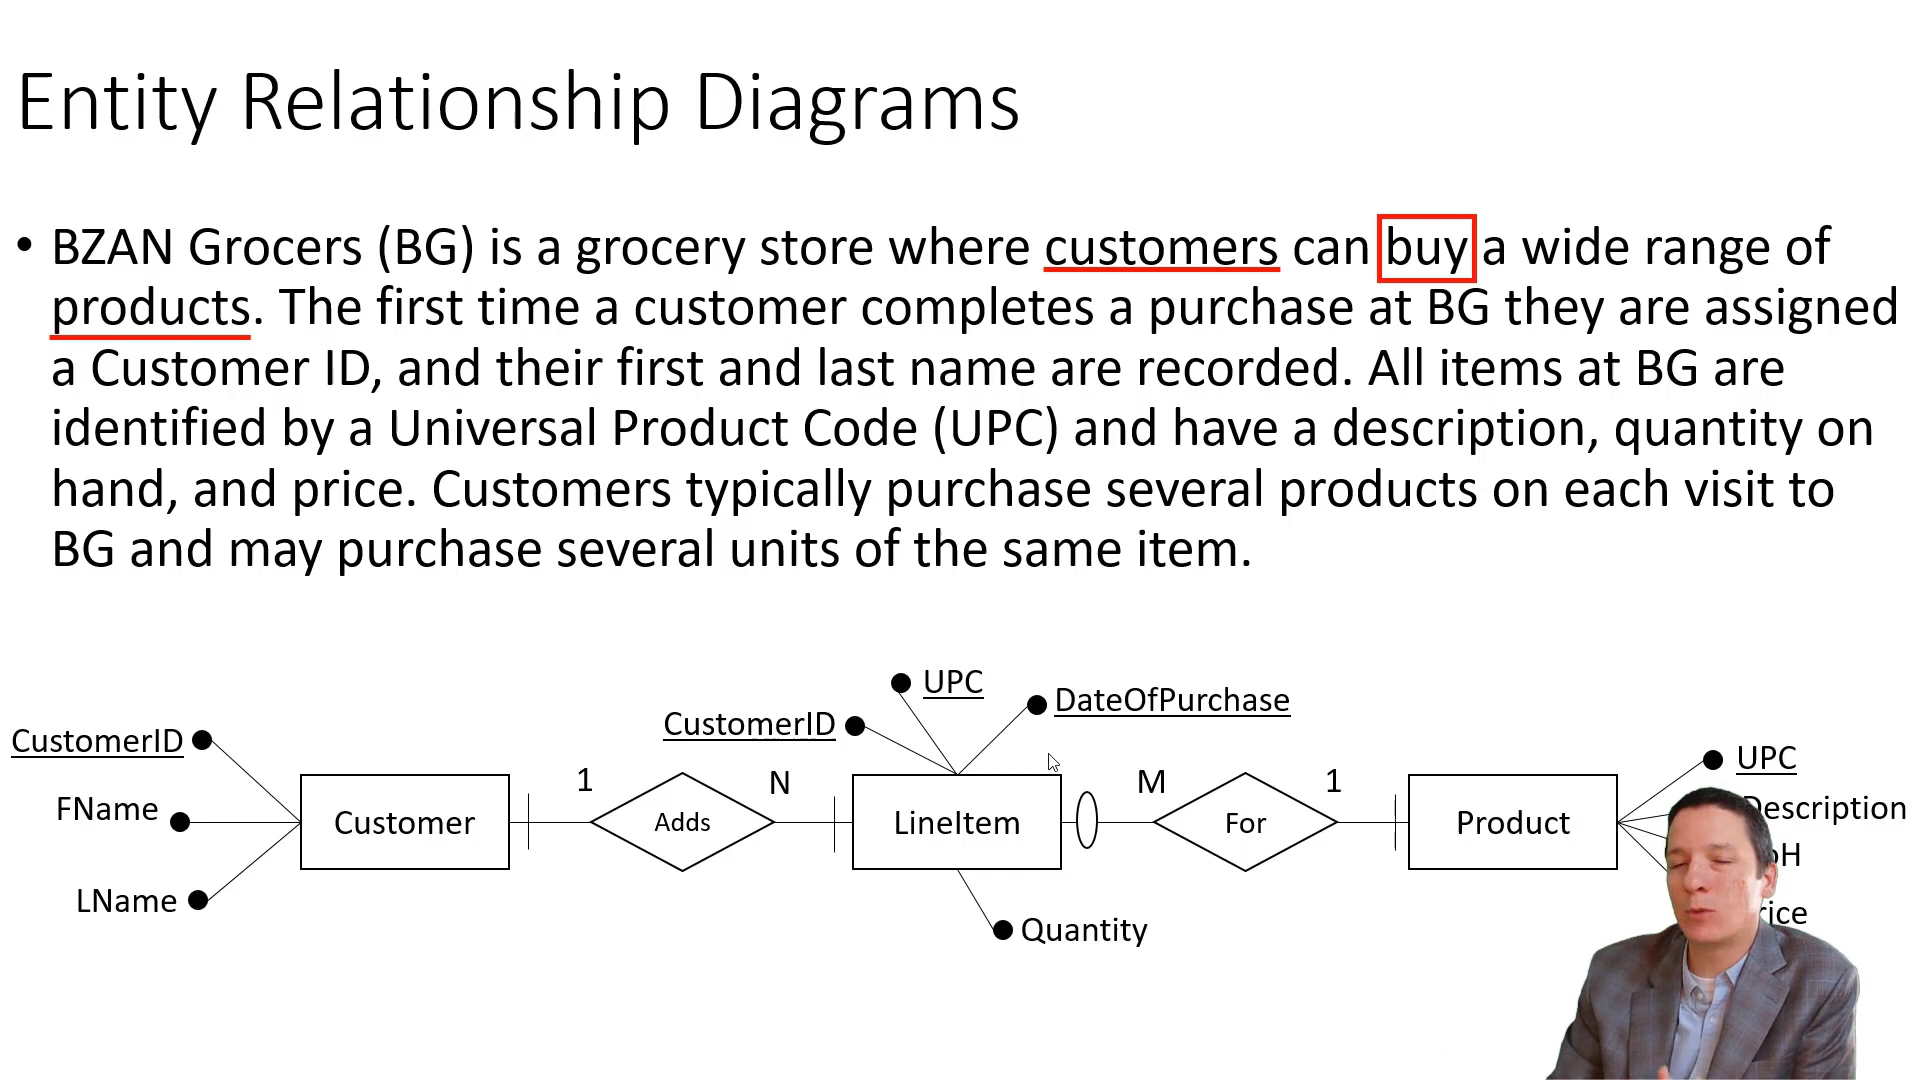 Entity Relationship Diagrams
• BZAN Grocers (BG) is a grocery store where customers can buy a wide range of
products. The first time a customer completes a purchase at BG they are assigned
a Customer ID, and their first and last name are recorded. All items at BG are
identified by a Universal Product Code (UPC) and have a description, quantity on
hand, and price. Customers typically purchase several products on each visit to
BG and may purchase several units of the same item.
UPC
DateOfPurchase
CustomerID
CustomerID
UPC
1
N
M
1
FName
Description
Customer
Adds
LineItem
For
Product
LName
Quantity